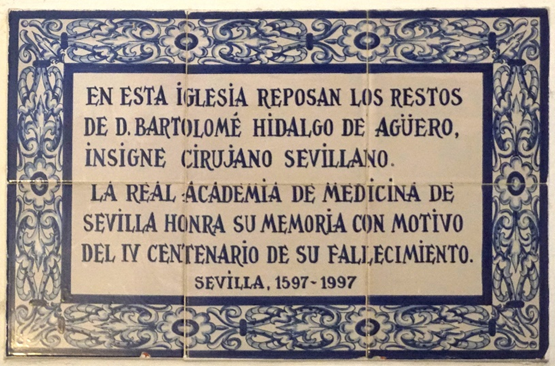 EN ESTA iGLESiA REPOSAN LOS RESTOS
DE D. BARTOLOMÉ HIDALGO DE AGÜERO,
iNSIGNE CIRUJANO SEVILLANO.
LA REAL ACADEMIA DE MEDICINA DE
SEVILLA HONRA SU MEMORIA CON MOTIVO
DEL IV CENTENARIO DE SU FALLECIMIENTO.
SEVILLA, 1597-1997